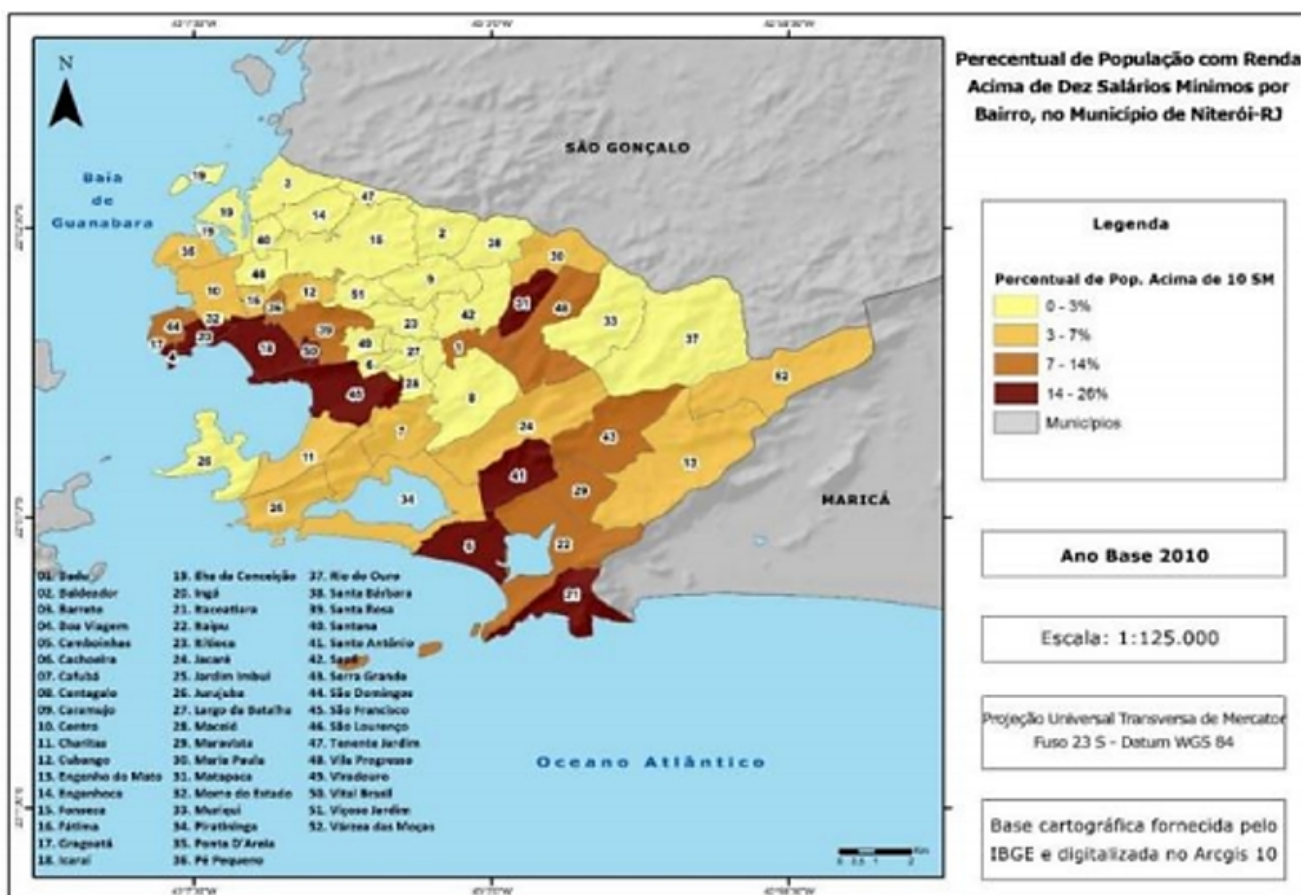 Perecentual de População com Renda
Acima de Dez Salários Mínimos por
Bairro, no Município de Niterói-RJ
N
SÃO GONÇALO
Baia
de
Guanabara
MARICÁ
Oceano Atlântico
Legenda
Percentual de Pop. Acima de 10 SM
0 - 3%
3 - 7%
7 - 14%
14 - 26%
Municípios
Ano Base 2010
Escala: 1:125.000
Projeção Universal Transversa de Mercator
Fuso 23 S - Datum WGS 84
Base cartográfica fornecida pelo
IBGE e digitalizada no Arcgis 10
01. Badu
02. Baldeador
03. Barreto
04. Boa Viagem
05. Camboinhas
06. Cachoeira
07. Cafubá
08. Cantagalo
09. Caramujo
10. Centro
11. Charitas
12. Cubango
13. Engenho do Mato
14. Engenhoca
15. Fonseca
16. Fátima
17. Gragoatá
18. Icaraí
19. Ilha da Conceição
20. Ingá
21. Itacoatiara
22. Itaipu
23. Ititioca
24. Jacaré
25. Jardim Imbuí
26. Jurujuba
27. Largo da Batalha
28. Maceió
29. Maravista
30. Maria Paula
31. Matapaca
32. Morro do Estado
33. Muriqui
34. Piratininga
35. Ponta D'Areia
36. Pé Pequeno
37. Rio do Ouro
38. Santa Bárbara
39. Santa Rosa
40. Santana
41. Santo Antônio
42. Sapê
43. Serra Grande
44. São Domingos
45. São Francisco
46. São Lourenço
47. Tenente Jardim
48. Vila Progresso
49. Viradouro
50. Vital Brasil
51. Viçoso Jardim
52. Várzea das Moças